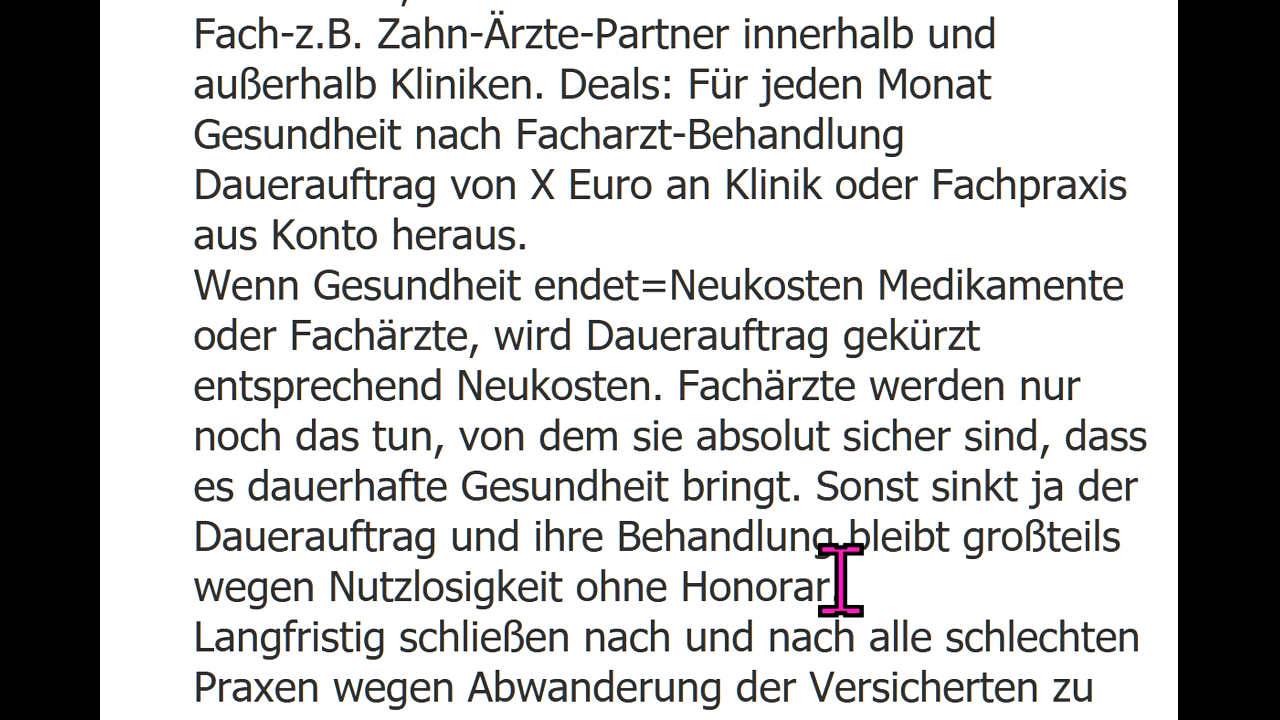 Fach-z.B. Zahn-Ärzte-Partner innerhalb und
außerhalb Kliniken. Deals: Für jeden Monat
Gesundheit nach Facharzt-Behandlung
Dauerauftrag von X Euro an Klinik oder Fachpraxis
aus Konto heraus.
Wenn Gesundheit endet=Neukosten Medikamente
oder Fachärzte, wird Dauerauftrag gekürzt
entsprechend Neukosten. Fachärzte werden nur
noch das tun, von dem sie absolut sicher sind, dass
es dauerhafte Gesundheit bringt. Sonst sinkt ja der
Dauerauftrag und ihre Behandlung bleibt großteils
wegen Nutzlosigkeit ohne Honorar.
Langfristig schließen nach und nach alle schlechten
Praxen wegen Abwanderung der Versicherten zu